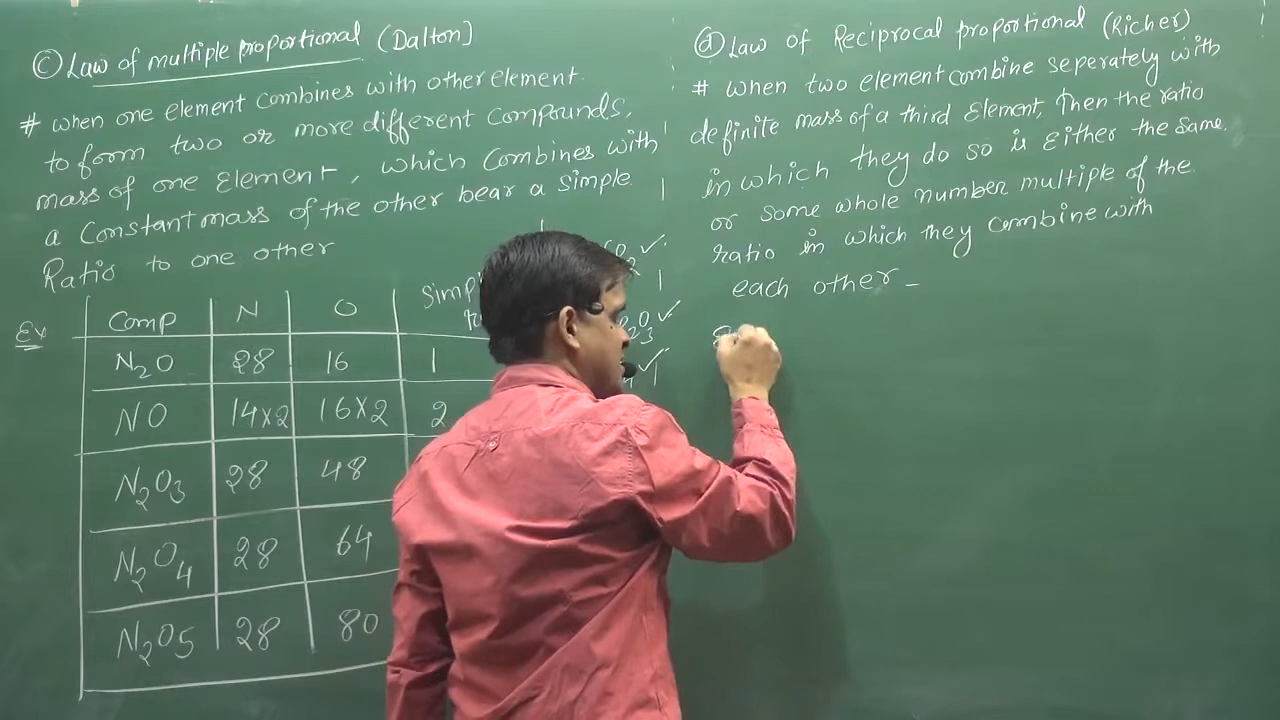 ⓒ Law of multiple proportional (Dalton]
# when one element combines with other element.
to form two or more different compounds,
mass of one Element, which combines with
a constant mass of the other bear a simple
Ratio to one other
Ex
Comp N O Simp
N2O 28 16 1
NO 14×2 16×2 2
N2O3 28 48
N2O4 28 64
N2O5 28 80
ⓓ Law of Reciprocal proportional (Richer)
# when two element combine seperately with
definite mass of a third Element, Then the ratio
in which they do so is Either the same.
or some whole number multiple of the
ratio in which they combine with
each other -